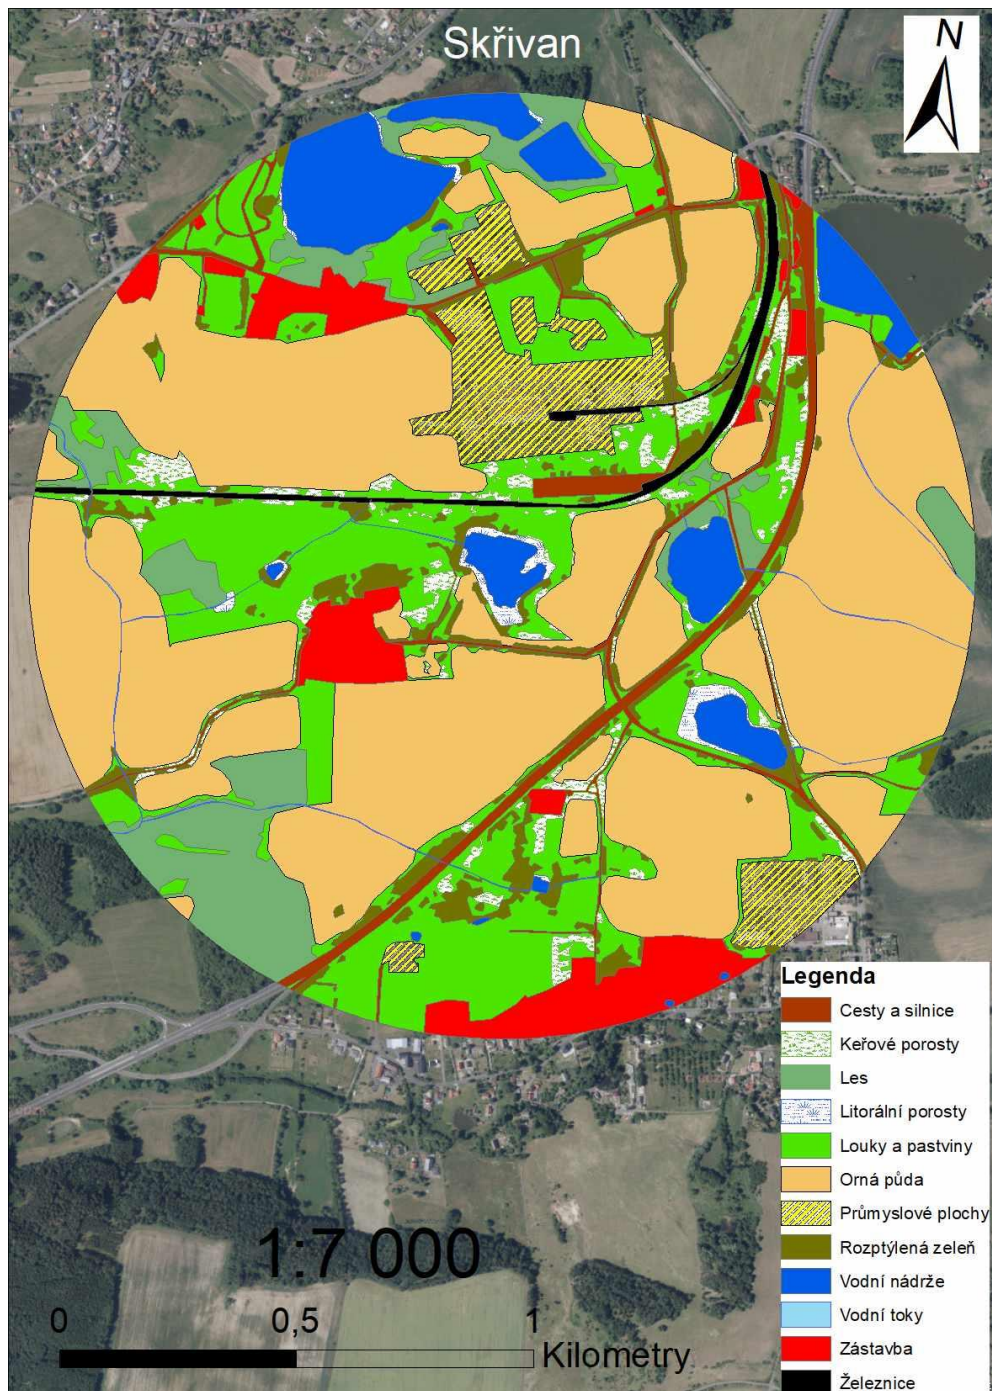 Skřivan
N
Legenda
Cesty a silnice
Keřové porosty
Les
Litorální porosty
Louky a pastviny
Orná půda
Průmyslové plochy
Rozptýlená zeleň
Vodní nádrže
Vodní toky
Zástavba
Železnice
1:7 000
0 0,5 1
Kilometry